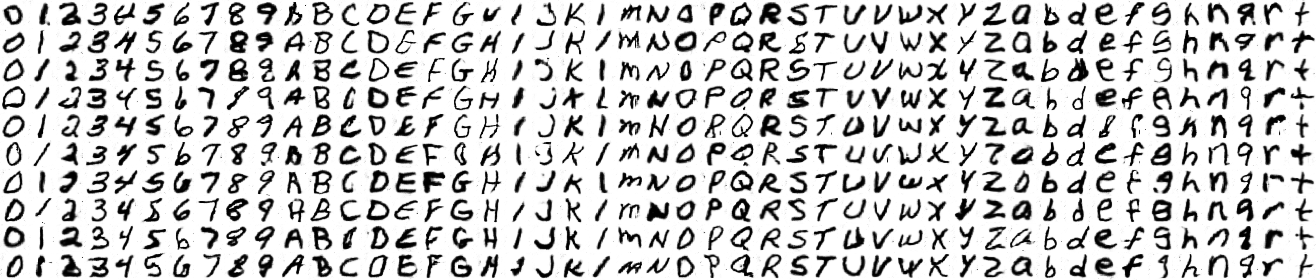 0 1 2 3 4 5 6 7 8 9 A B C D E F G H I J K l m N O P Q R S T U V W X Y Z a b d e f g h n q r t
0 1 2 3 4 5 6 7 8 9 A B C D E F G H I J K l m N O P Q R S T U V W X Y Z a b d e f g h n q r t
0 1 2 3 4 5 6 7 8 9 A B C D E F G H I J K l m N O P Q R S T U V W X Y Z a b d e f g h n q r t
0 1 2 3 4 5 6 7 8 9 A B C D E F G H I J K L m N O P Q R S T U V W X Y Z a b d e f g h n q r t
0 1 2 3 4 5 6 7 8 9 A B C D E F G H I J K l m N O P Q R S T U V W X Y Z a b d e f g h n q r t
0 1 2 3 4 5 6 7 8 9 A B C D E F G H I J K l m N O P Q R S T U V W X Y Z a b d e f g h n q r t
0 1 2 3 4 5 6 7 8 9 A B C D E F G H I J K l m N O P Q R S T U V W X Y Z a b d e f g h n q r t
0 1 2 3 4 5 6 7 8 9 A B C D E F G H I J K l m N O P Q R S T U V W X Y Z a b d e f g h n q r t
0 1 2 3 4 5 6 7 8 9 A B C D E F G H I J K l m N O P Q R S T U V W X Y Z a b d e f g h n q r t
0 1 2 3 4 5 6 7 8 9 A B C D E F G H I J K l m N O P Q R S T U V W X Y Z a b d e f g h n q r t